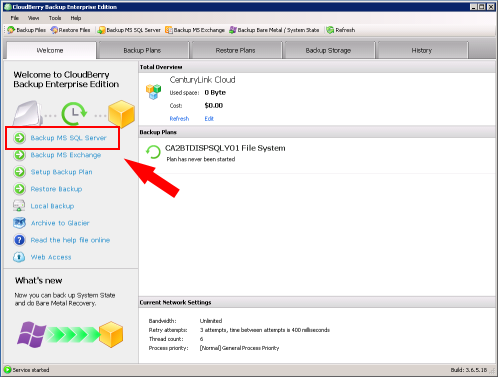 CloudBerry Backup Enterprise Edition
File View Tools Help
Backup Files Restore Files Backup MS SQL Server Backup MS Exchange Backup Bare Metal / System State Refresh
Welcome Backup Plans Restore Plans Backup Storage History
Welcome to CloudBerry
Backup Enterprise Edition
Backup MS SQL Server
Backup MS Exchange
Setup Backup Plan
Restore Backup
Local Backup
Archive to Glacier
Read the help file online
Web Access
What's new
Now you can back up System State
and do Bare Metal Recovery.
Total Overview
CenturyLink Cloud
Used space: 0 Byte
Cost: $0.00
Refresh Edit
Backup Plans
CA2BTDISPSQLV01 File System
Plan has never been started
Current Network Settings
Bandwidth: Unlimited
Retry attempts: 3 attempts, time between attempts is 400 milliseconds
Thread count: 6
Process priority: [Normal] General Process Priority
Service started
Build: 3.6.5.18